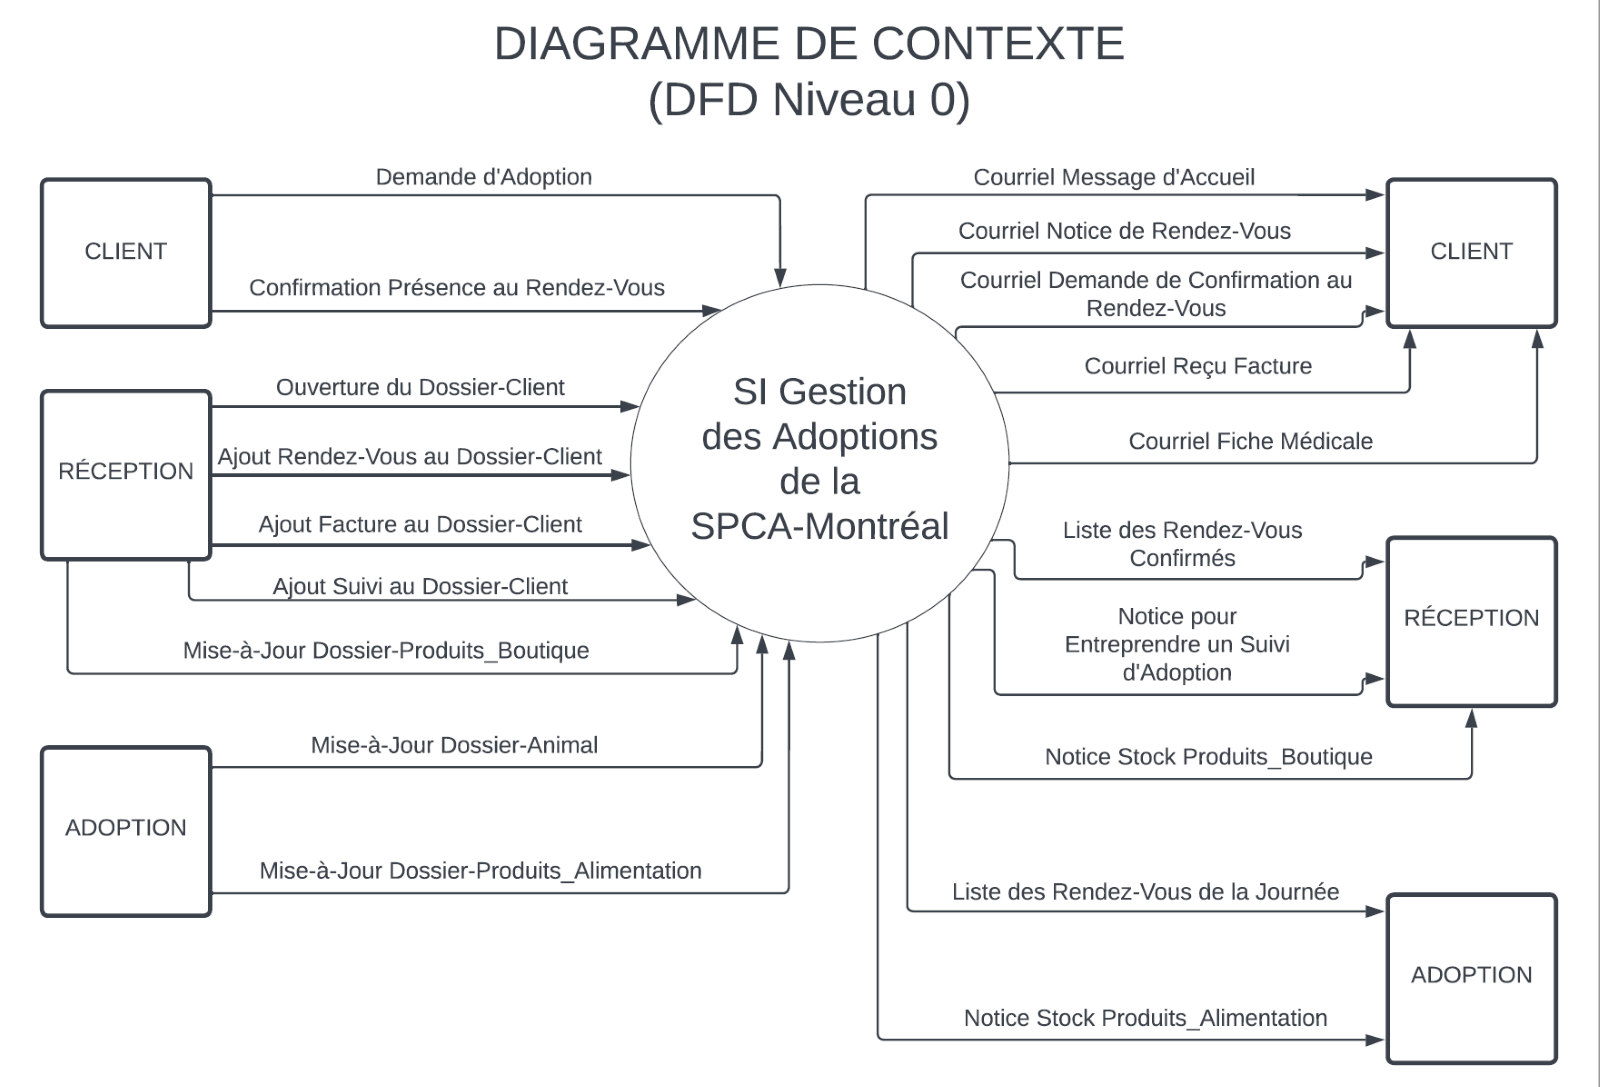 DIAGRAMME DE CONTEXTE
(DFD Niveau 0)
CLIENT
Demande d'Adoption
Confirmation Présence au Rendez-Vous
RÉCEPTION
Ouverture du Dossier-Client
Ajout Rendez-Vous au Dossier-Client
Ajout Facture au Dossier-Client
Ajout Suivi au Dossier-Client
Mise-à-Jour Dossier-Produits_Boutique
ADOPTION
Mise-à-Jour Dossier-Animal
Mise-à-Jour Dossier-Produits_Alimentation
SI Gestion
des Adoptions
de la
SPCA-Montréal
Courriel Message d'Accueil
Courriel Notice de Rendez-Vous
Courriel Demande de Confirmation au
Rendez-Vous
Courriel Reçu Facture
Courriel Fiche Médicale
CLIENT
Liste des Rendez-Vous
Confirmés
Notice pour
Entreprendre un Suivi
d'Adoption
Notice Stock Produits_Boutique
RÉCEPTION
Liste des Rendez-Vous de la Journée
Notice Stock Produits_Alimentation
ADOPTION